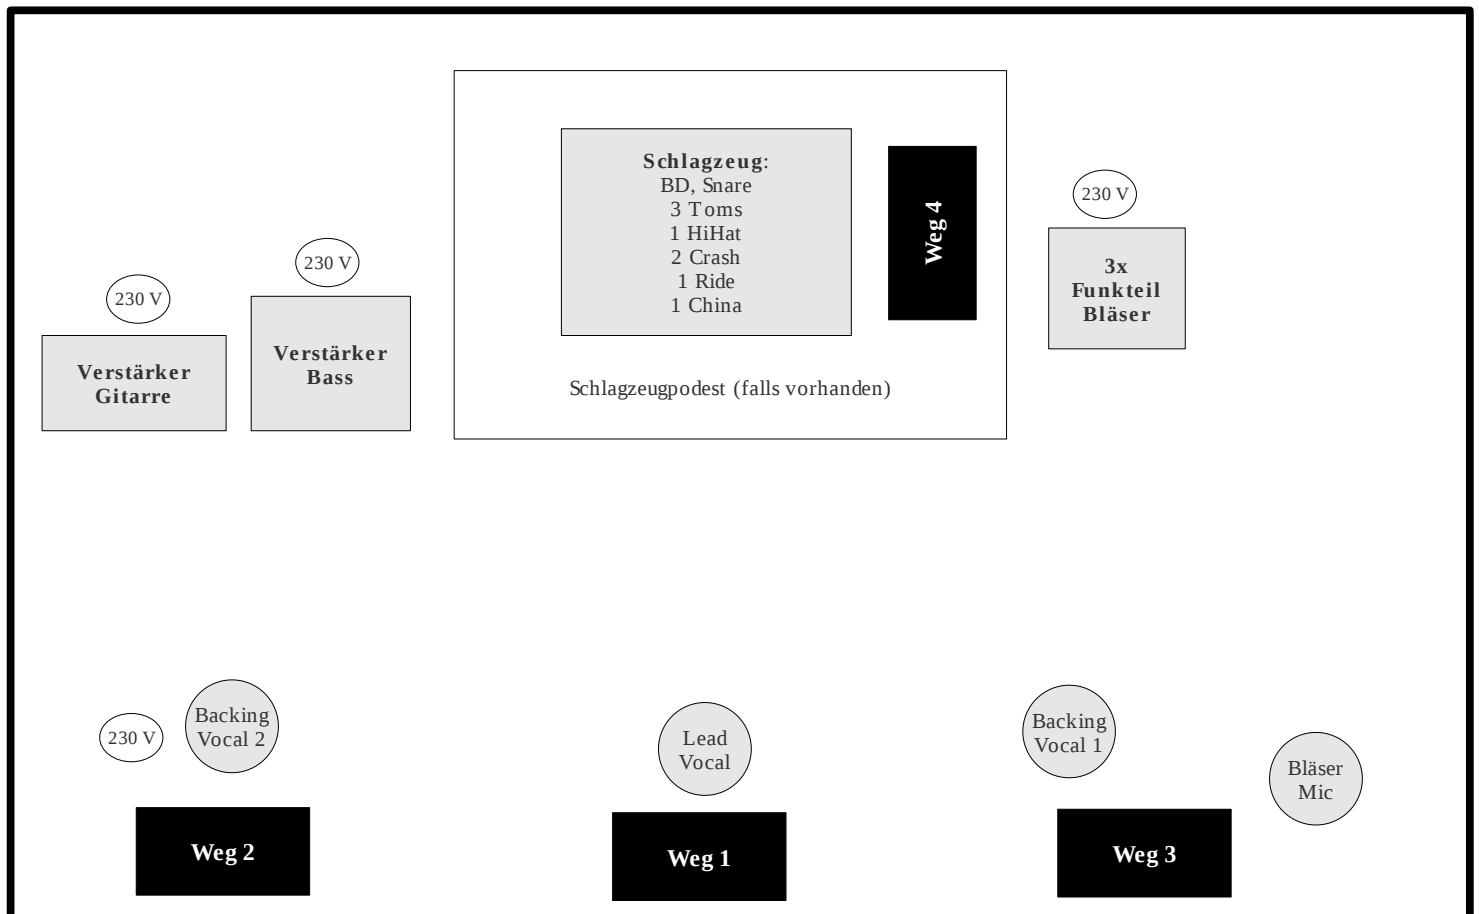 Schlagzeug:
BD, Snare
3 Toms
1 HiHat
2 Crash
1 Ride
1 China
Weg 4
230 V
3x
Funkteil
Bläser
230 V
230 V
Verstärker
Bass
Verstärker
Gitarre
Schlagzeugpodest (falls vorhanden)
230 V
Backing
Vocal 2
Lead
Vocal
Backing
Vocal 1
Bläser
Mic
Weg 2
Weg 1
Weg 3